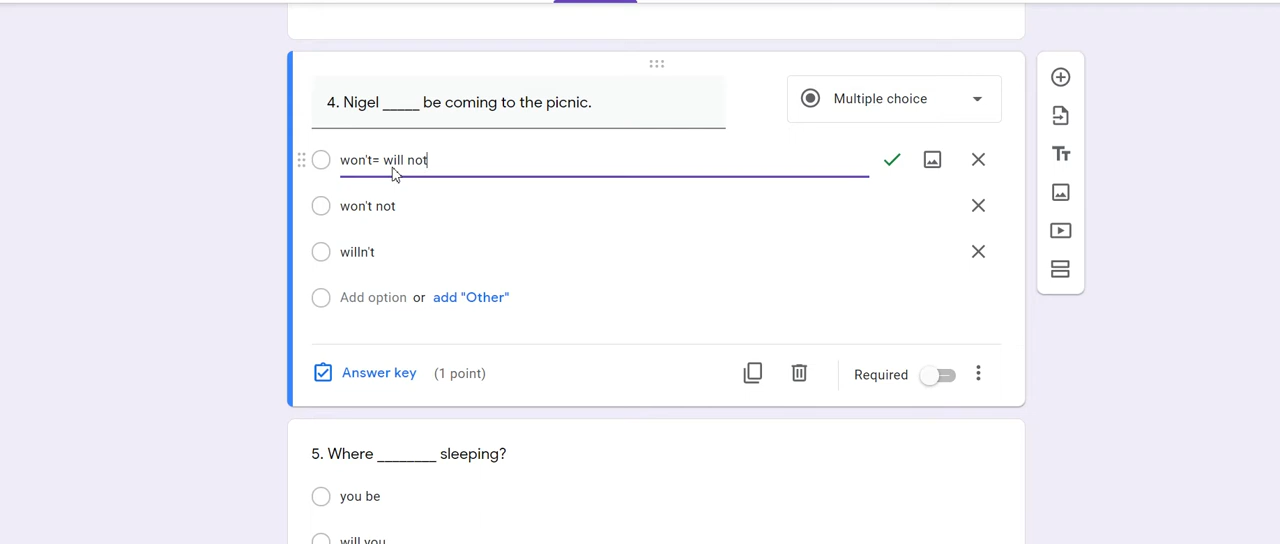 4. Nigel _____ be coming to the picnic.
Multiple choice
won't= will not
won't not
willn't
Add option or add "Other"
Answer key (1 point)
Required
5. Where ________ sleeping?
you be
will you